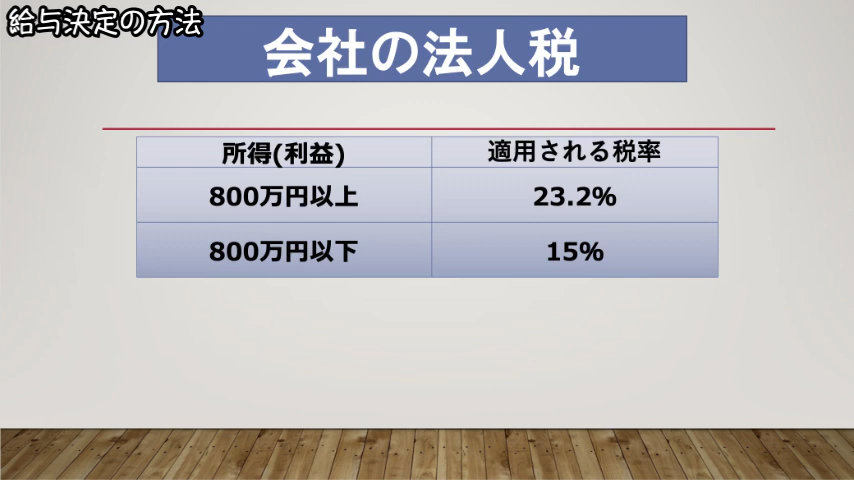 給与決定の方法
会社の法人税
所得(利益) 適用される税率
800万円以上 23.2%
800万円以下 15%